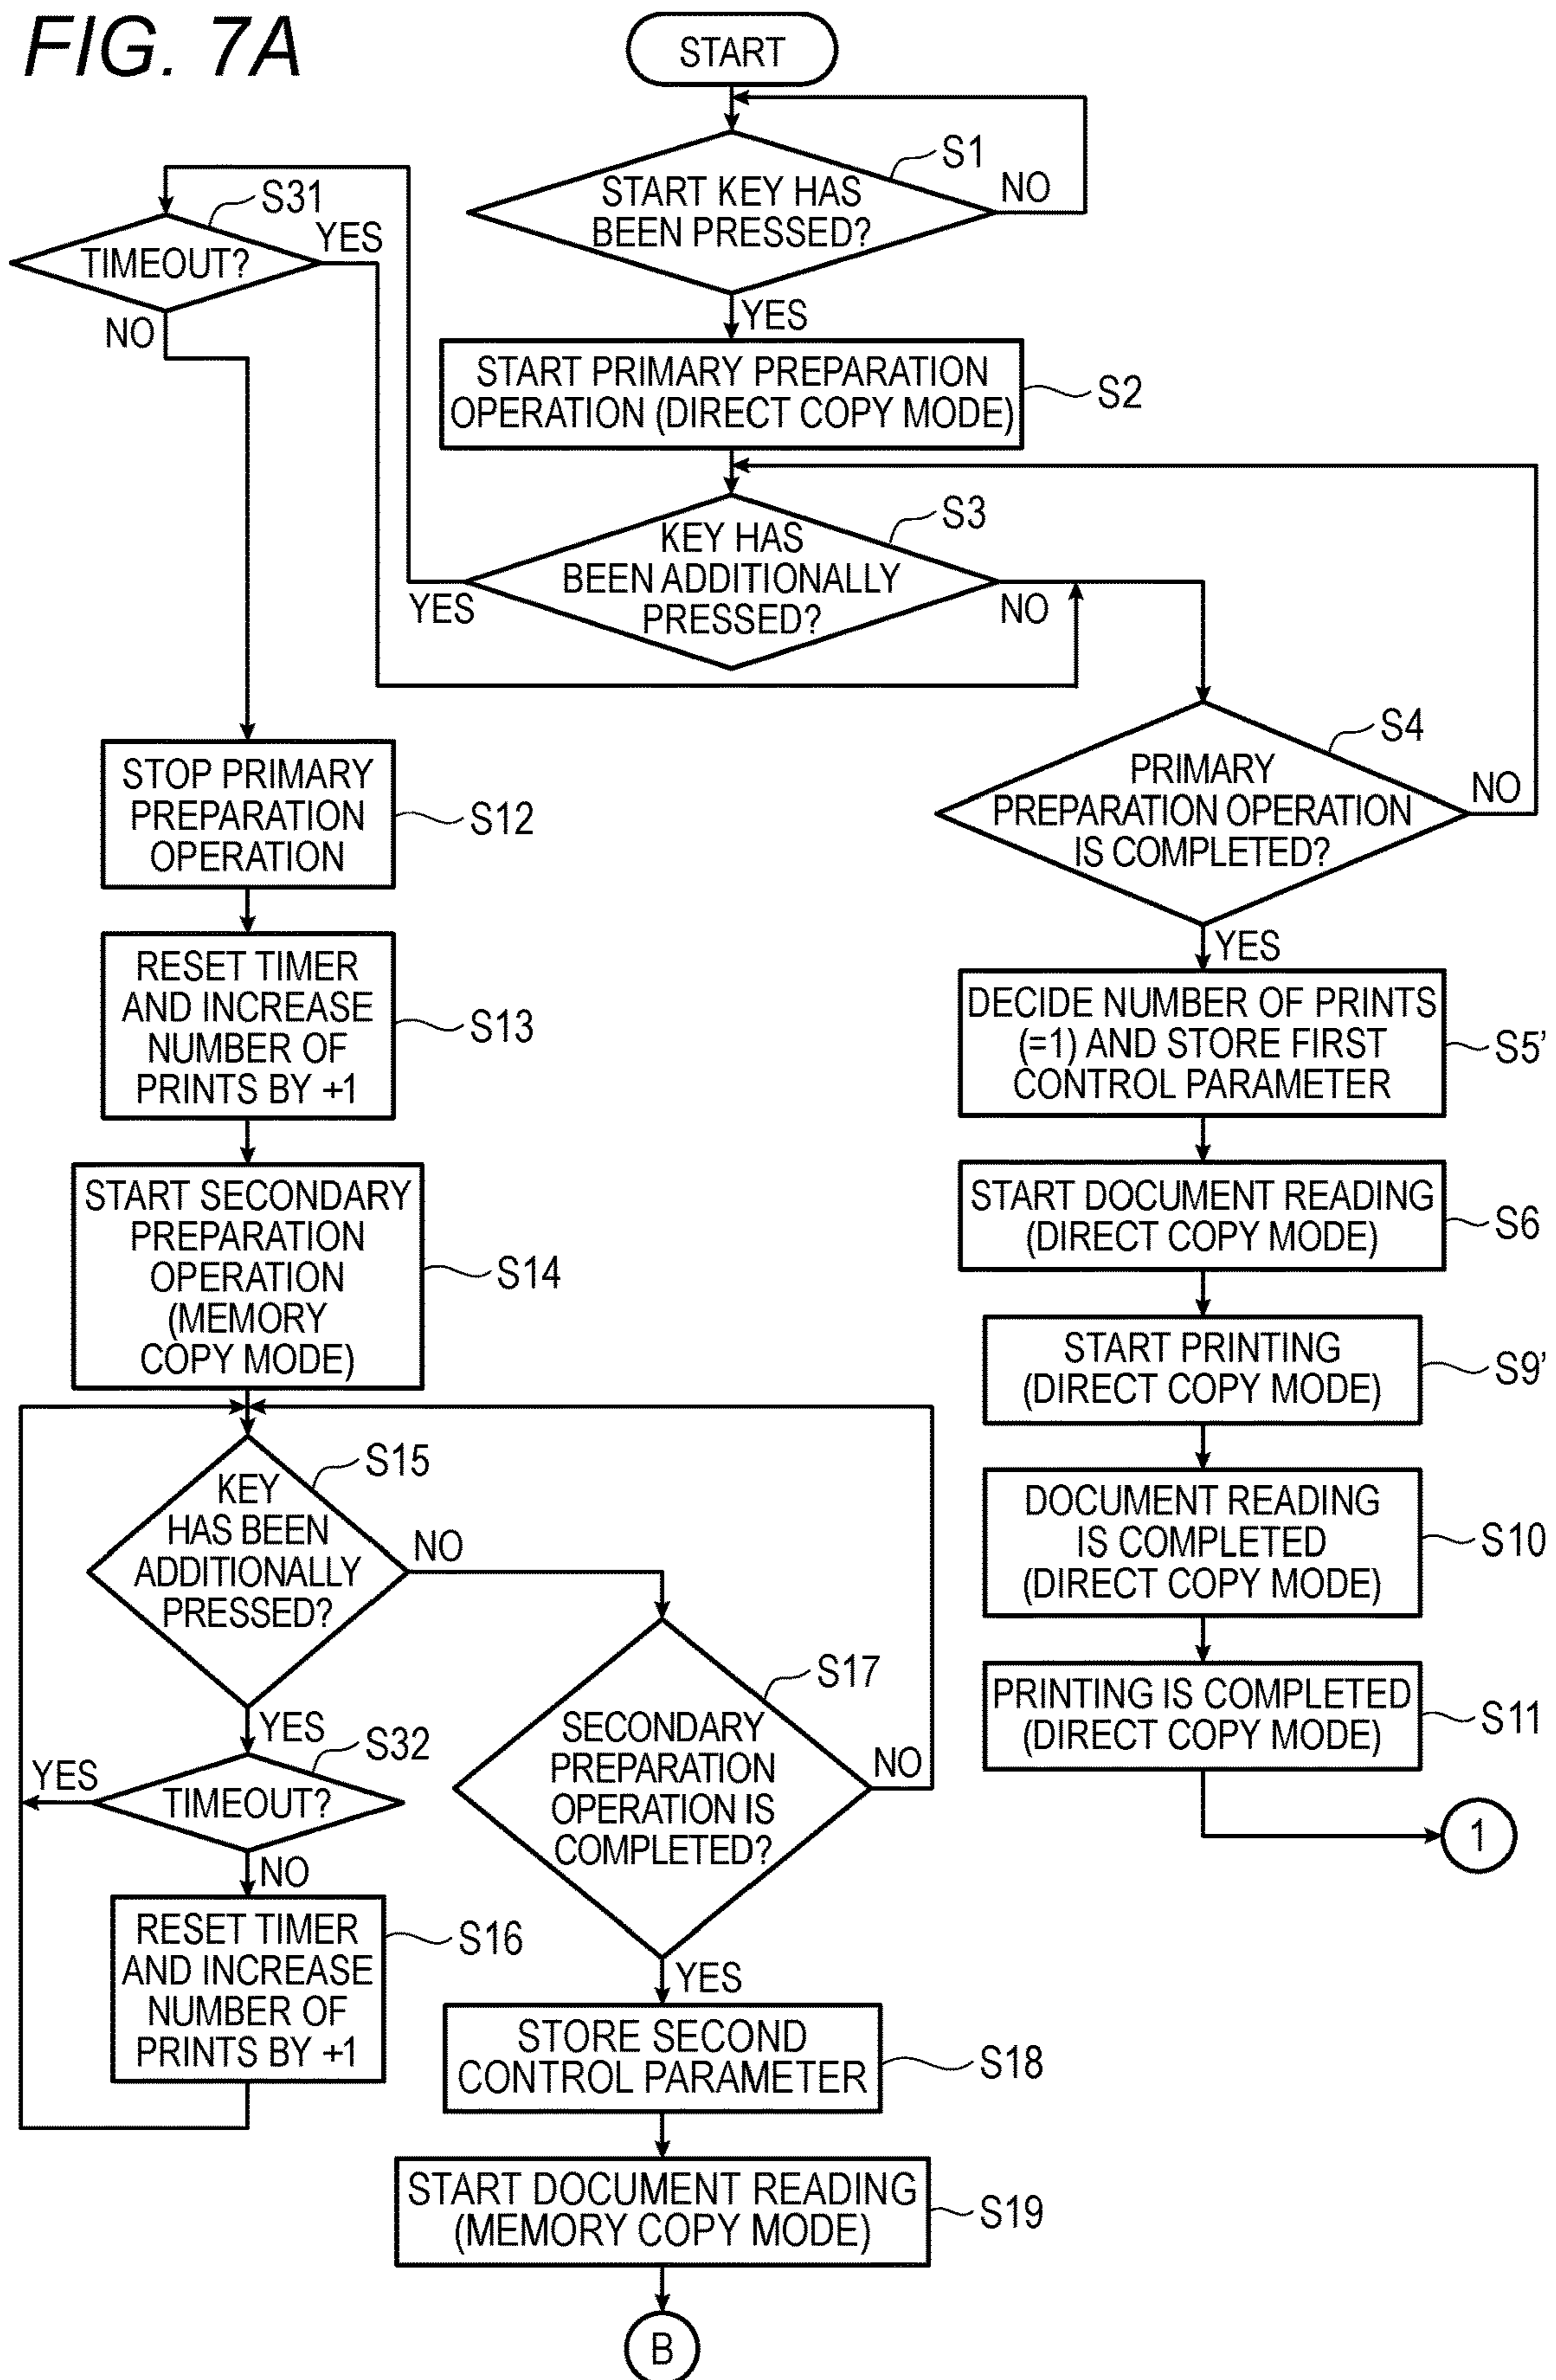 FIG. 7A
START
S1
START KEY HAS
BEEN PRESSED?
NO
YES
S31
TIMEOUT?
YES
NO
START PRIMARY PREPARATION
OPERATION (DIRECT COPY MODE)
S2
S3
KEY HAS
BEEN ADDITIONALLY
PRESSED?
YES
NO
S4
PRIMARY
PREPARATION OPERATION
IS COMPLETED?
NO
YES
STOP PRIMARY
PREPARATION
OPERATION
S12
RESET TIMER
AND INCREASE
NUMBER OF
PRINTS BY +1
S13
DECIDE NUMBER OF PRINTS
(=1) AND STORE FIRST
CONTROL PARAMETER
S5’
START DOCUMENT READING
(DIRECT COPY MODE)
S6
START SECONDARY
PREPARATION
OPERATION
(MEMORY
COPY MODE)
S14
START PRINTING
(DIRECT COPY MODE)
S9’
S15
KEY
HAS BEEN
ADDITIONALLY
PRESSED?
NO
YES
DOCUMENT READING
IS COMPLETED
(DIRECT COPY MODE)
S10
PRINTING IS COMPLETED
(DIRECT COPY MODE)
S11
1
S17
SECONDARY
PREPARATION
OPERATION IS
COMPLETED?
NO
YES
S32
YES
TIMEOUT?
NO
RESET TIMER
AND INCREASE
NUMBER OF
PRINTS BY +1
S16
STORE SECOND
CONTROL PARAMETER
S18
START DOCUMENT READING
(MEMORY COPY MODE)
S19
B